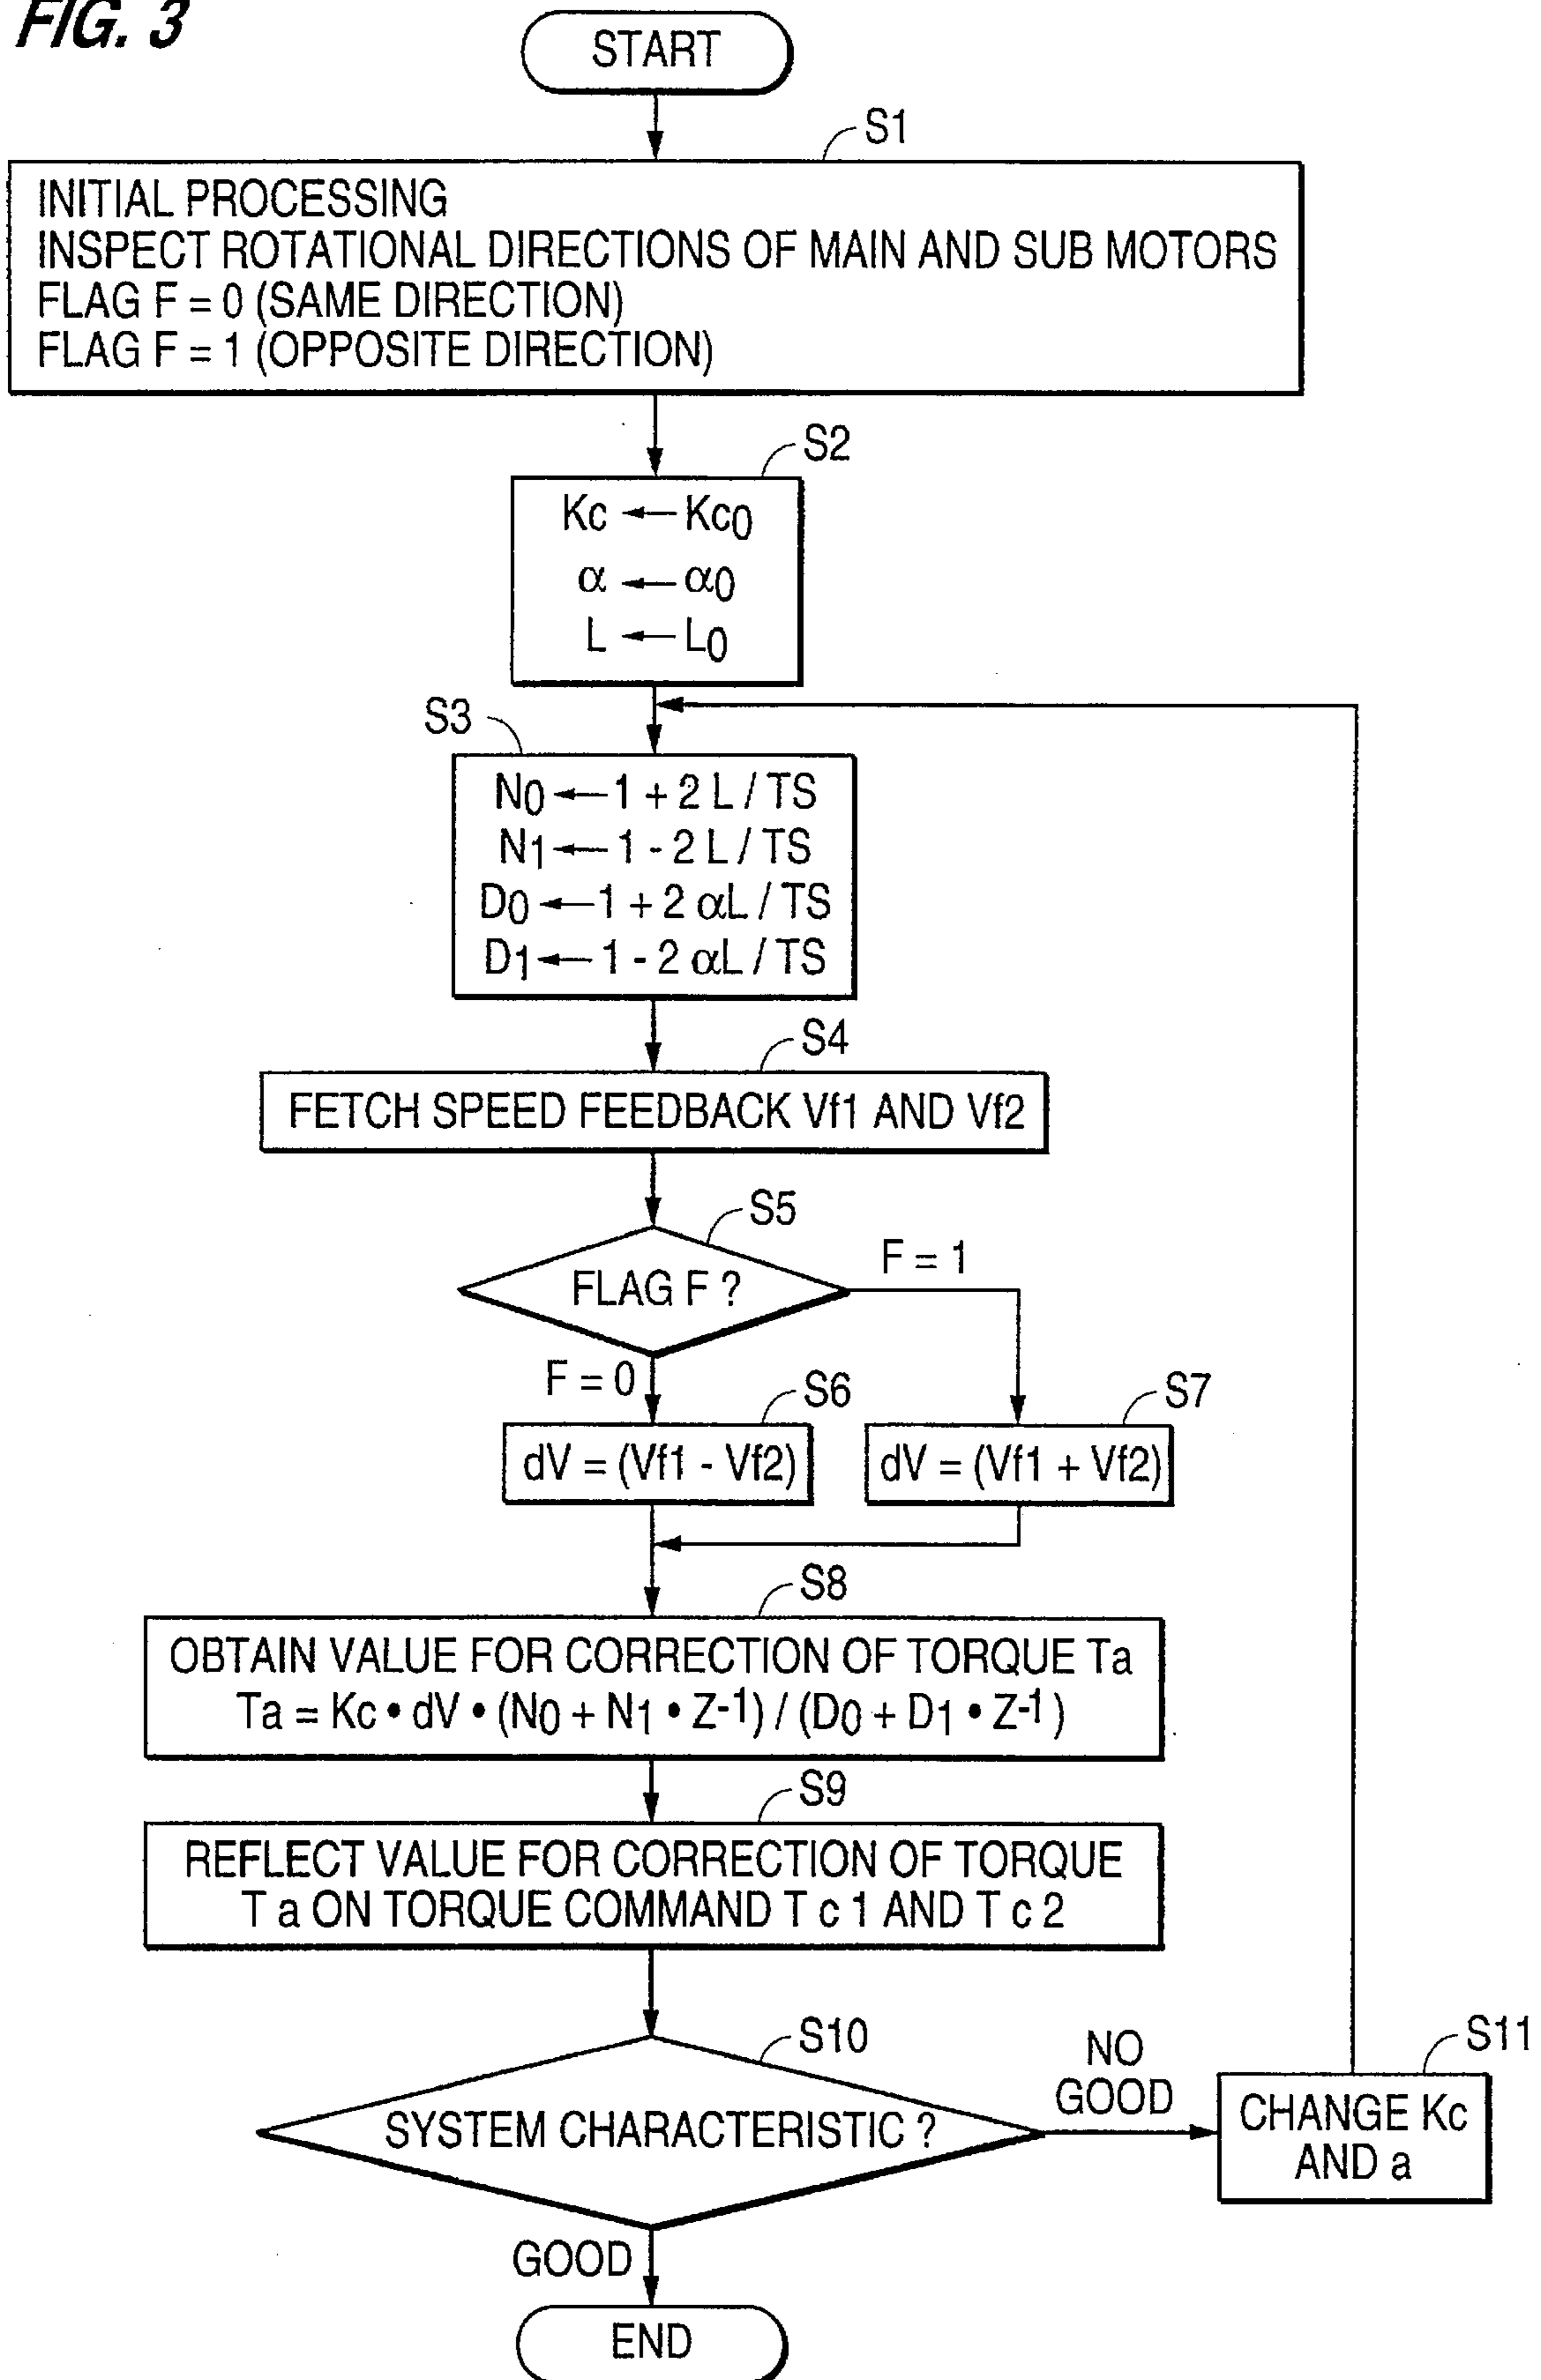 FIG. 3
START
S1
INITIAL PROCESSING
INSPECT ROTATIONAL DIRECTIONS OF MAIN AND SUB MOTORS
FLAG F = 0 (SAME DIRECTION)
FLAG F = 1 (OPPOSITE DIRECTION)
S2
Kc ← Kc0
α ← α0
L ← L0
S3
N0 ← 1 + 2 L / TS
N1 ← 1 - 2 L / TS
D0 ← 1 + 2 αL / TS
D1 ← 1 - 2 αL / TS
S4
FETCH SPEED FEEDBACK Vf1 AND Vf2
S5
FLAG F ?
F = 1
F = 0
S6
dV = (Vf1 - Vf2)
S7
dV = (Vf1 + Vf2)
S8
OBTAIN VALUE FOR CORRECTION OF TORQUE Ta
Ta = Kc • dV • (N0 + N1 • Z-1) / (D0 + D1 • Z-1)
S9
REFLECT VALUE FOR CORRECTION OF TORQUE
T a ON TORQUE COMMAND T c 1 AND T c 2
S10
SYSTEM CHARACTERISTIC ?
NO
GOOD
S11
CHANGE Kc
AND a
GOOD
END